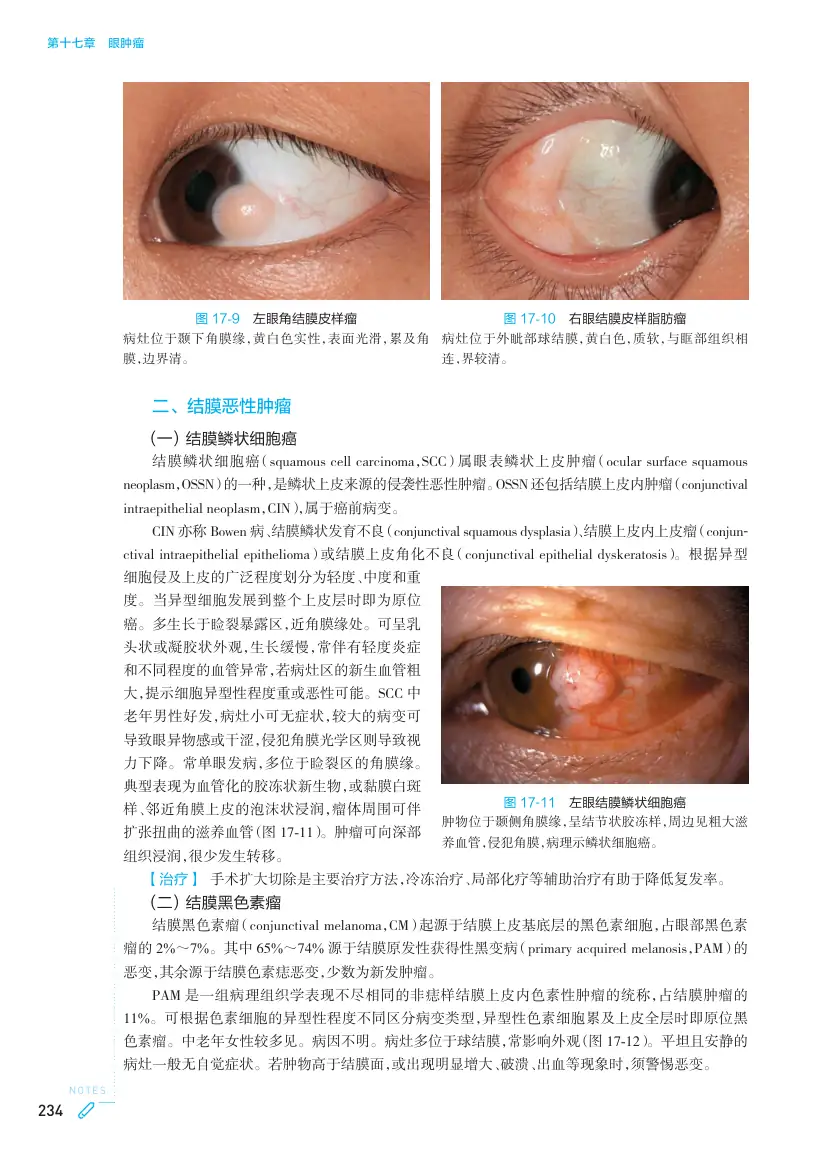 第十七章 眼肿瘤
图 17-9 左眼角结膜皮样瘤
病灶位于颞下角膜缘,黄白色实性,表面光滑,累及角
膜,边界清。
图 17-10 右眼结膜皮样脂肪瘤
病灶位于外眦部球结膜,黄白色,质软,与眶部组织相
连,界较清。
二、结膜恶性肿瘤
(一) 结膜鳞状细胞癌
结膜鳞状细胞癌(squamous cell carcinoma,SCC)属眼表鳞状上皮肿瘤(ocular surface squamous
neoplasm,OSSN)的一种,是鳞状上皮来源的侵袭性恶性肿瘤。OSSN 还包括结膜上皮内肿瘤(conjunctival
intraepithelial neoplasm,CIN),属于癌前病变。
CIN 亦称 Bowen 病、结膜鳞状发育不良(conjunctival squamous dysplasia)、结膜上皮内上皮瘤(conjun-
ctival intraepithelial epithelioma)或结膜上皮角化不良(conjunctival epithelial dyskeratosis)。根据异型
细胞侵及上皮的广泛程度划分为轻度、中度和重
度。当异型细胞发展到整个上皮层时即为原位
癌。多生长于睑裂暴露区,近角膜缘处。可呈乳
头状或凝胶状外观,生长缓慢,常伴有轻度炎症
和不同程度的血管异常,若病灶区的新生血管粗
大,提示细胞异型性程度重或恶性可能。SCC 中
老年男性好发,病灶小可无症状,较大的病变可
导致眼异物感或干涩,侵犯角膜光学区则导致视
力下降。常单眼发病,多位于睑裂区的角膜缘。
典型表现为血管化的胶冻状新生物,或黏膜白斑
样、邻近角膜上皮的泡沫状浸润,瘤体周围可伴
扩张扭曲的滋养血管(图 17-11)。肿瘤可向深部
组织浸润,很少发生转移。
图 17-11 左眼结膜鳞状细胞癌
肿物位于颞侧角膜缘,呈结节状胶冻样,周边见粗大滋
养血管,侵犯角膜,病理示鳞状细胞癌。
【治疗】 手术扩大切除是主要治疗方法,冷冻治疗、局部化疗等辅助治疗有助于降低复发率。
(二) 结膜黑色素瘤
结膜黑色素瘤(conjunctival melanoma,CM)起源于结膜上皮基底层的黑色素细胞,占眼部黑色素
瘤的 2%~7%。其中 65%~74% 源于结膜原发性获得性黑变病(primary acquired melanosis,PAM)的
恶变,其余源于结膜色素痣恶变,少数为新发肿瘤。
PAM 是一组病理组织学表现不尽相同的非痣样结膜上皮内色素性肿瘤的统称,占结膜肿瘤的
11%。可根据色素细胞的异型性程度不同区分病变类型,异型性色素细胞累及上皮全层时即原位黑
色素瘤。中老年女性较多见。病因不明。病灶多位于球结膜,常影响外观(图 17-12)。平坦且安静的
病灶一般无自觉症状。若肿物高于结膜面,或出现明显增大、破溃、出血等现象时,须警惕恶变。
NOTES
234